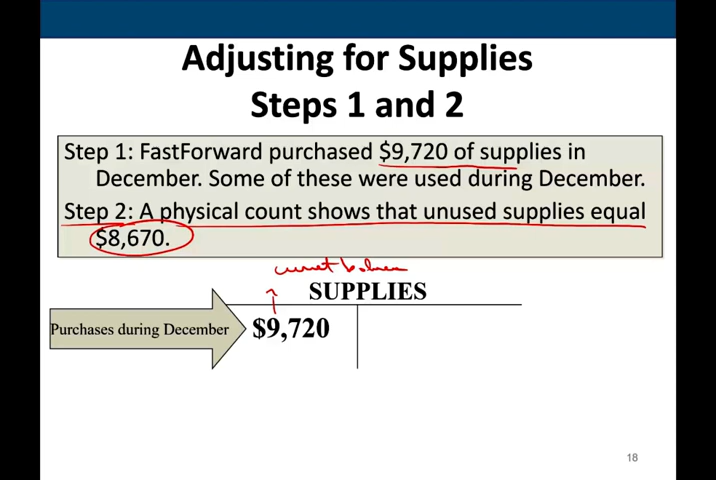 Adjusting for Supplies
Steps 1 and 2
Step 1: FastForward purchased $9,720 of supplies in
December. Some of these were used during December.
Step 2: A physical count shows that unused supplies equal
$8,670.
current balance
SUPPLIES
Purchases during December
$9,720
18